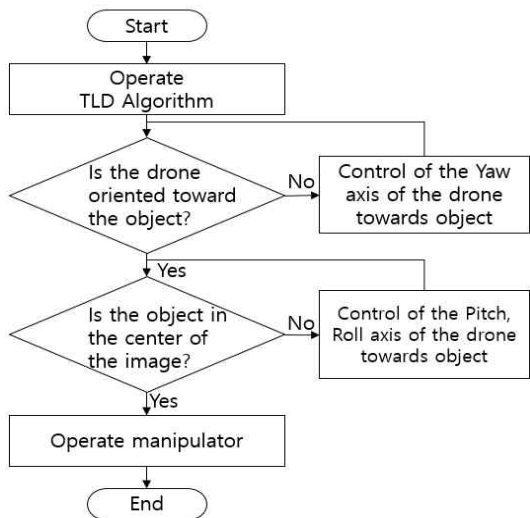 Start
Operate
TLD Algorithm
Is the drone
oriented toward
the object?
No
Control of the Yaw
axis of the drone
towards object
Yes
Is the object in
the center of
the image?
No
Control of the Pitch,
Roll axis of the drone
towards object
Yes
Operate manipulator
End